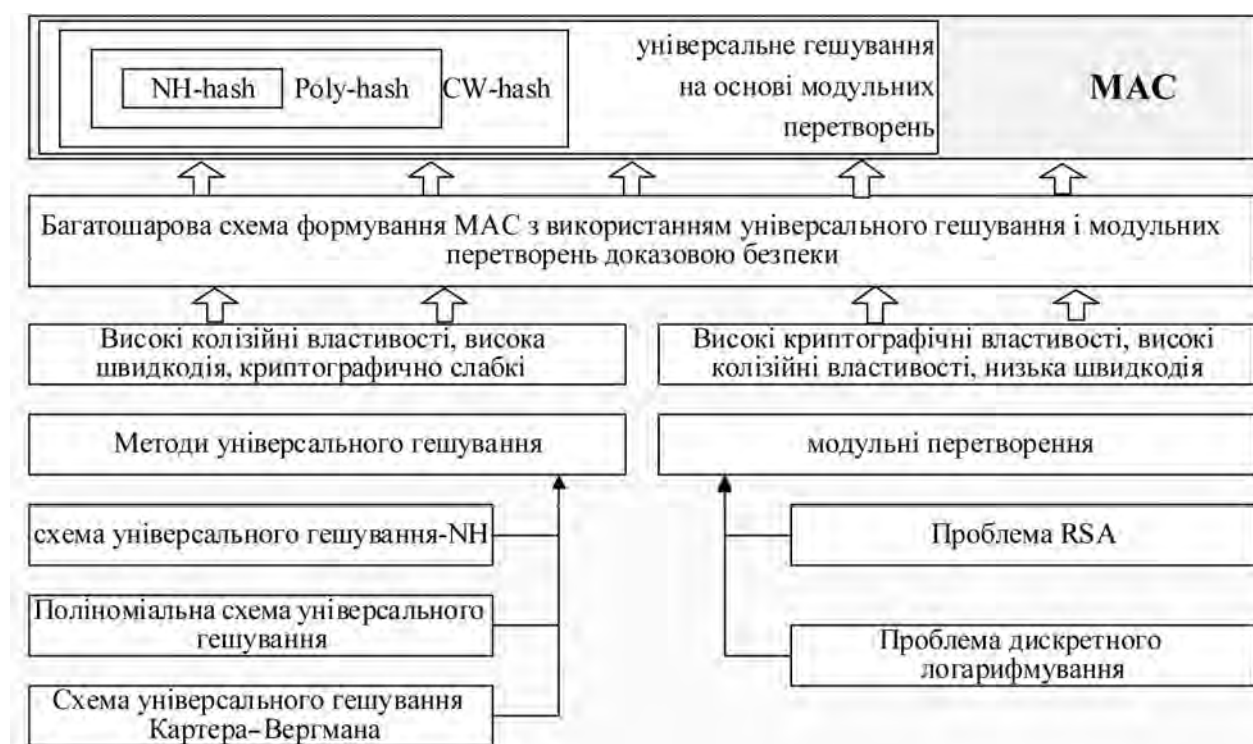 універсальне гешування
NH-hash Poly-hash CW-hash на основі модульних
перетворень
MAC
Багатошарова схема формування MAC з використанням універсального гешування і модульних
перетворень доказовою безпеки
Високі колізійні властивості, висока
швидкодія, криптографично слабкі
Високі криптографічні властивості, високі
колізійні властивості, низька швидкодія
Методи універсального гешування
модульні перетворення
схема універсального гешування-NH
Проблема RSA
Поліноміальна схема універсального
гешування
Проблема дискретного
логарифмування
Схема універсального гешування
Картера–Вергмана